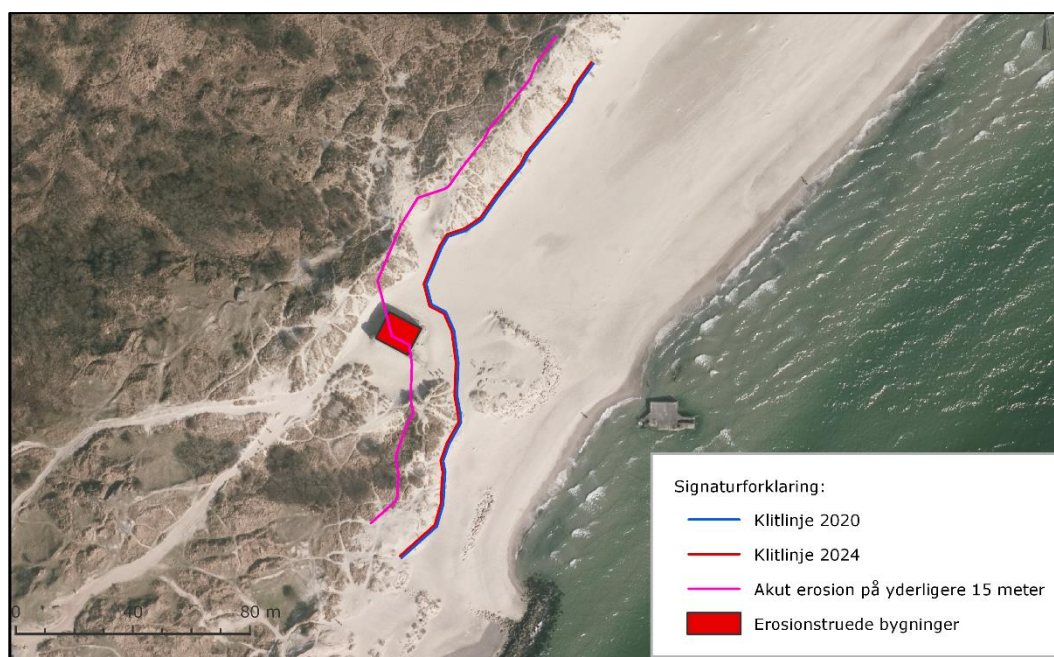 Signaturforklaring:
Klitlinje 2020
Klitlinje 2024
Akut erosion på yderligere 15 meter
Erosionstruede bygninger
0 40 80 m